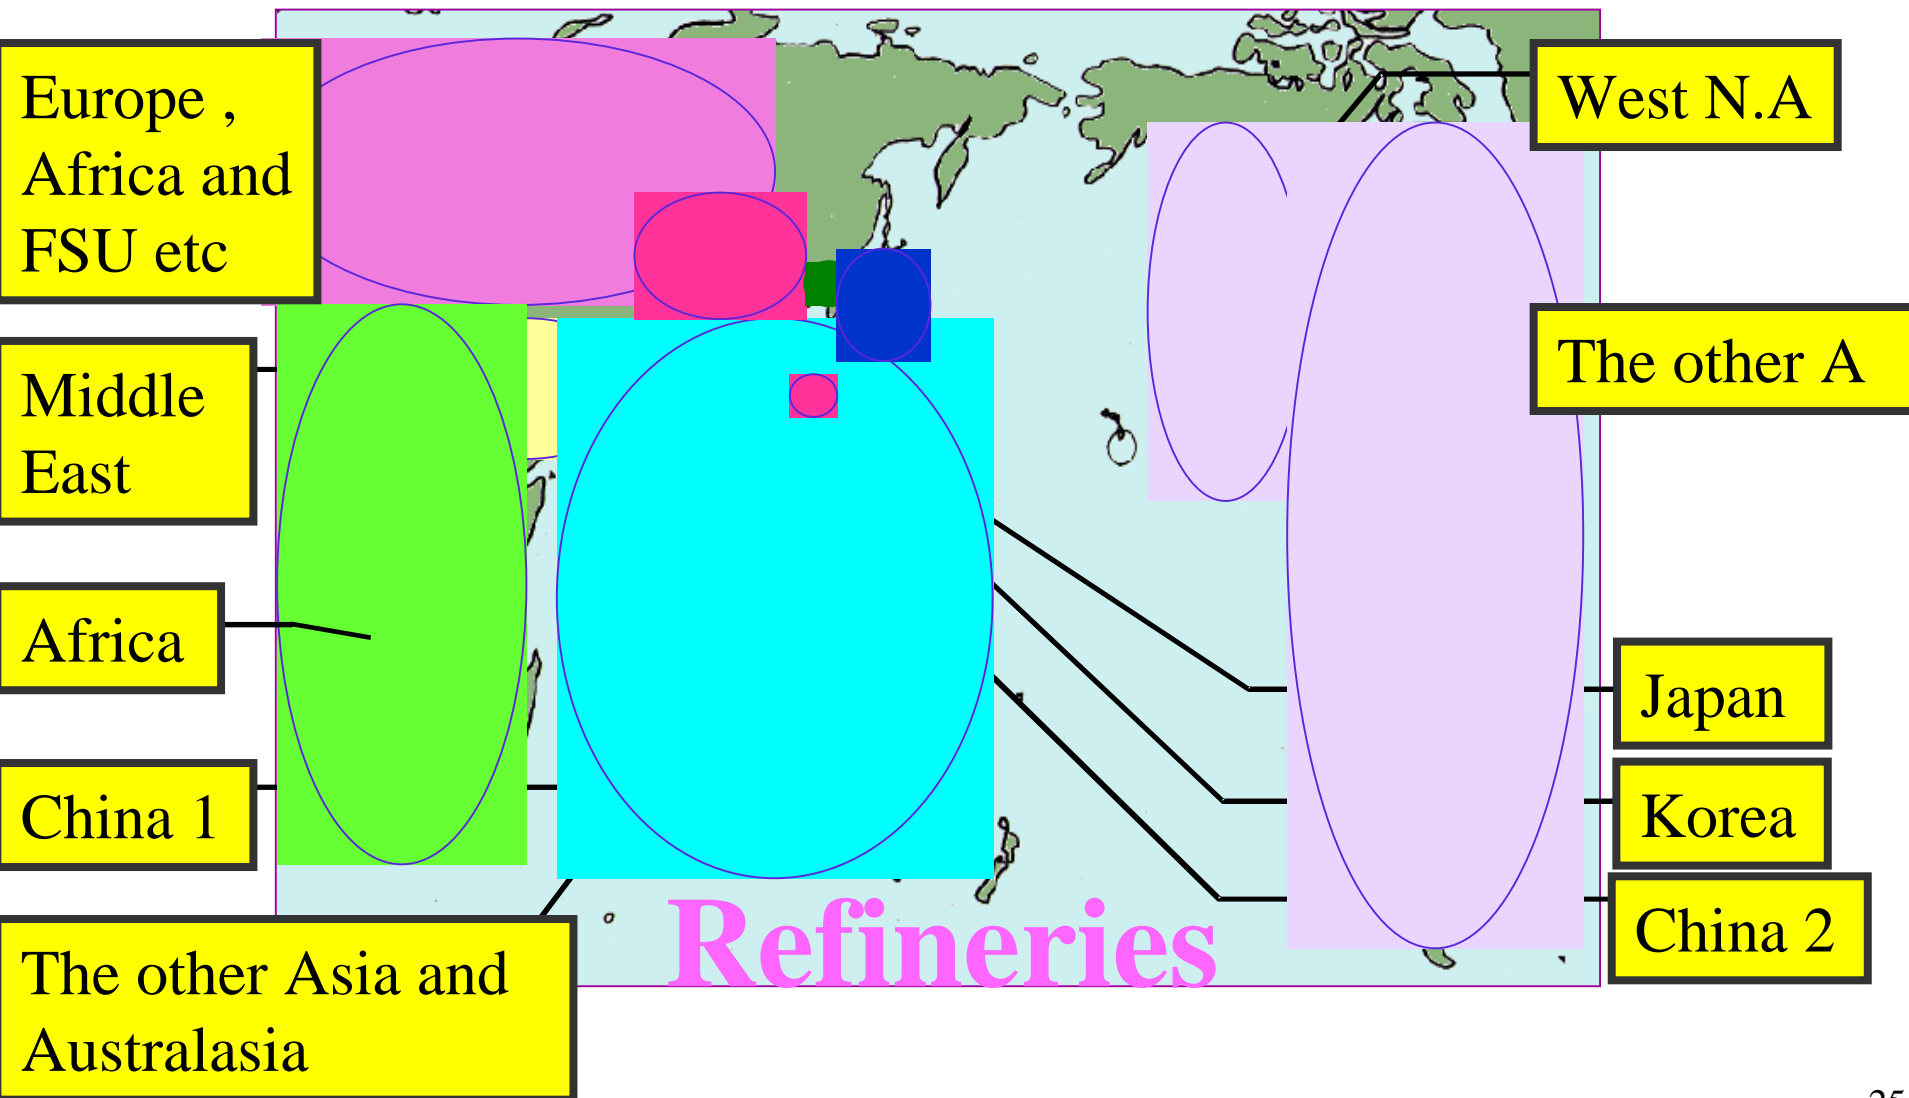 Europe ,
Africa and
FSU etc
West N.A
Middle
East
The other A
Africa
Japan
China 1
Korea
Refineries
China 2
The other Asia and
Australasia